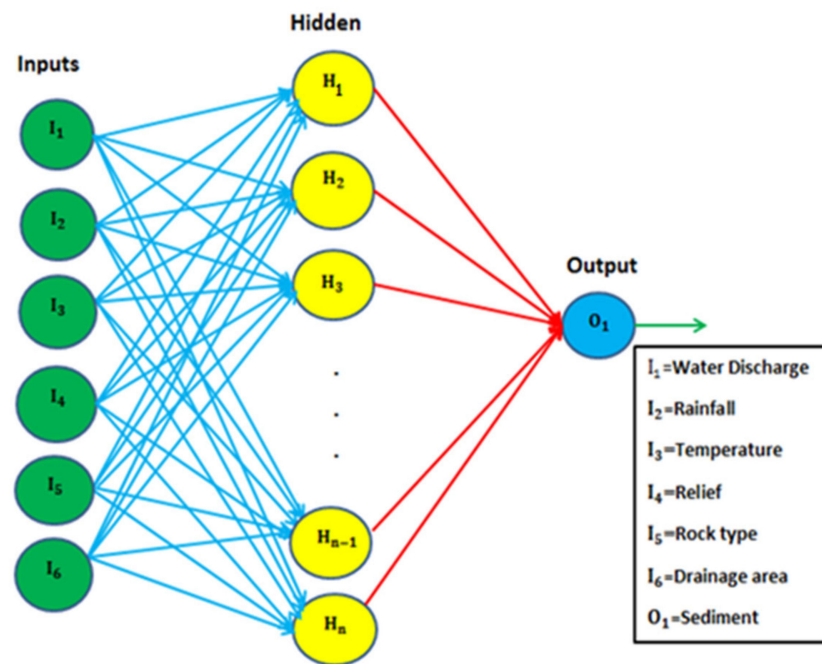 Inputs
I₁
I₂
I₃
I₄
I₅
I₆
Hidden
H₁
H₂
H₃
.
.
.
Hₙ₋₁
Hₙ
Output
O₁
I₁=Water Discharge
I₂=Rainfall
I₃=Temperature
I₄=Relief
I₅=Rock type
I₆=Drainage area
O₁=Sediment